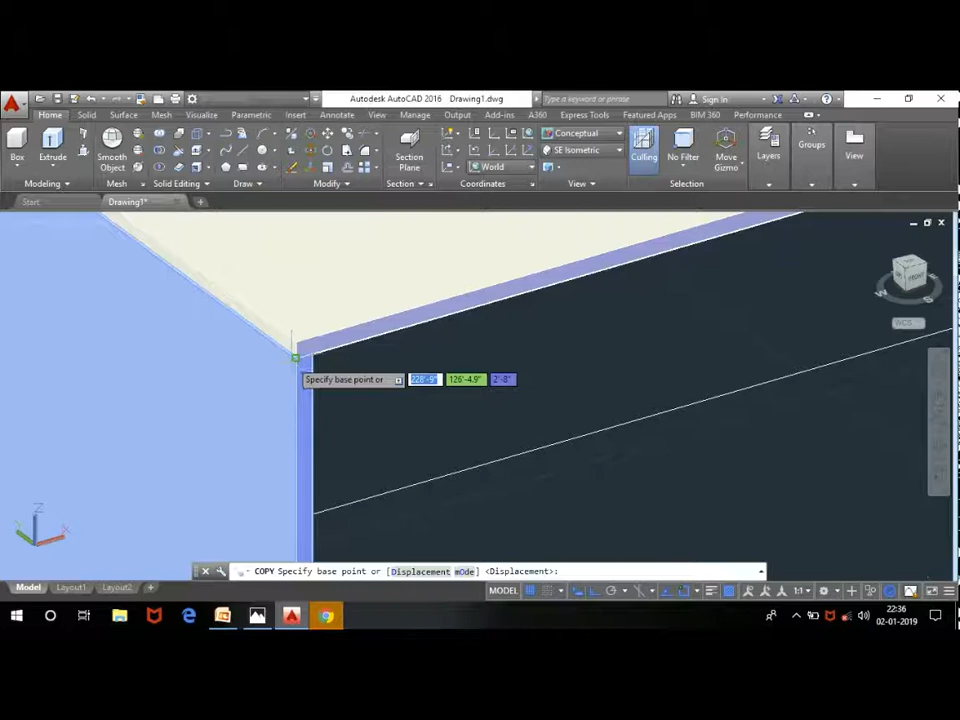 Autodesk AutoCAD 2016 Drawing1.dwg
Type a keyword or phrase
Sign In
Home Solid Surface Mesh Visualize Parametric Insert Annotate View Manage Output Add-ins A360 Express Tools Featured Apps BIM 360 Performance
Box
Extrude
Smooth
Object
Section
Plane
World
Conceptual
SE Isometric
Culling
No Filter
Move
Gizmo
Layers
Groups
View
Modeling
Mesh
Solid Editing
Draw
Modify
Section
Coordinates
View
Selection
Start
Drawing1*
FRONT
W
S
WCS
Specify base point or
228'-9"
126'-4.9"
2'-8"
Z
X
COPY Specify base point or [Displacement mOde] <Displacement>:
Model
Layout1
Layout2
MODEL
1:1
22:36
02-01-2019